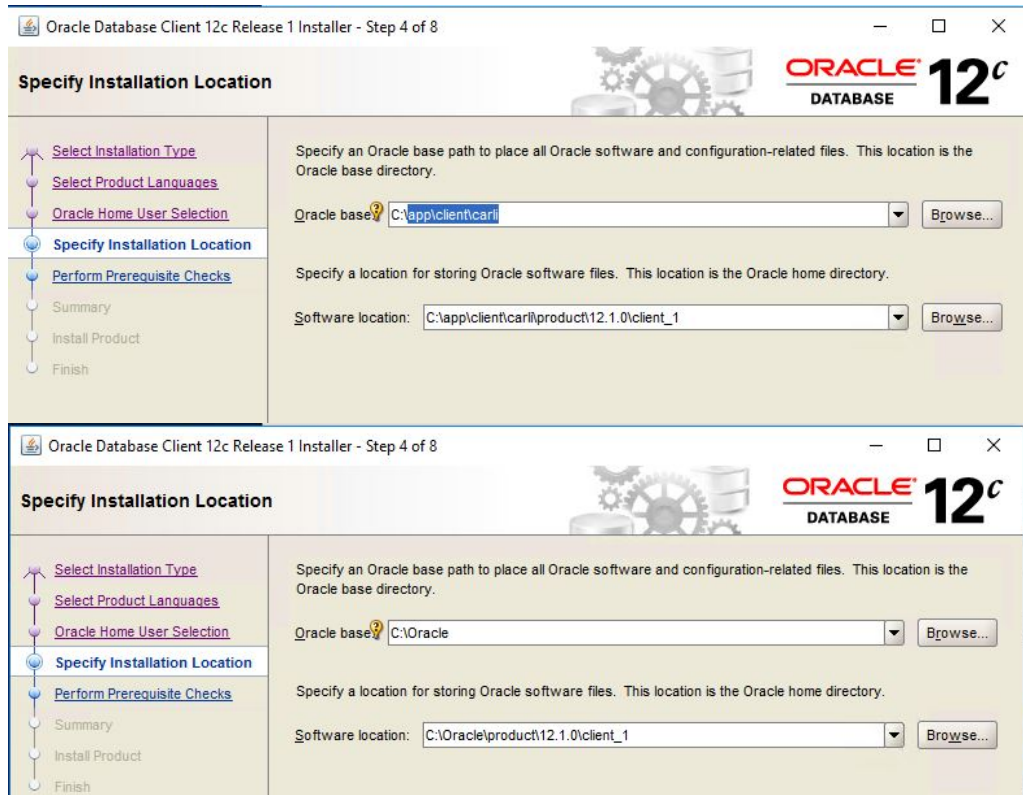 Oracle Database Client 12c Release 1 Installer - Step 4 of 8
Specify Installation Location
ORACLE 12c
DATABASE
Select Installation Type
Select Product Languages
Oracle Home User Selection
Specify Installation Location
Perform Prerequisite Checks
Summary
Install Product
Finish
Specify an Oracle base path to place all Oracle software and configuration-related files. This location is the
Oracle base directory.
Oracle base C:\app\client\carli Browse...
Specify a location for storing Oracle software files. This location is the Oracle home directory.
Software location: C:\app\client\carli\product\12.1.0\client_1 Browse...
Oracle Database Client 12c Release 1 Installer - Step 4 of 8
Specify Installation Location
ORACLE 12c
DATABASE
Select Installation Type
Select Product Languages
Oracle Home User Selection
Specify Installation Location
Perform Prerequisite Checks
Summary
Install Product
Finish
Specify an Oracle base path to place all Oracle software and configuration-related files. This location is the
Oracle base directory.
Oracle base C:\Oracle Browse...
Specify a location for storing Oracle software files. This location is the Oracle home directory.
Software location: C:\Oracle\product\12.1.0\client_1 Browse...